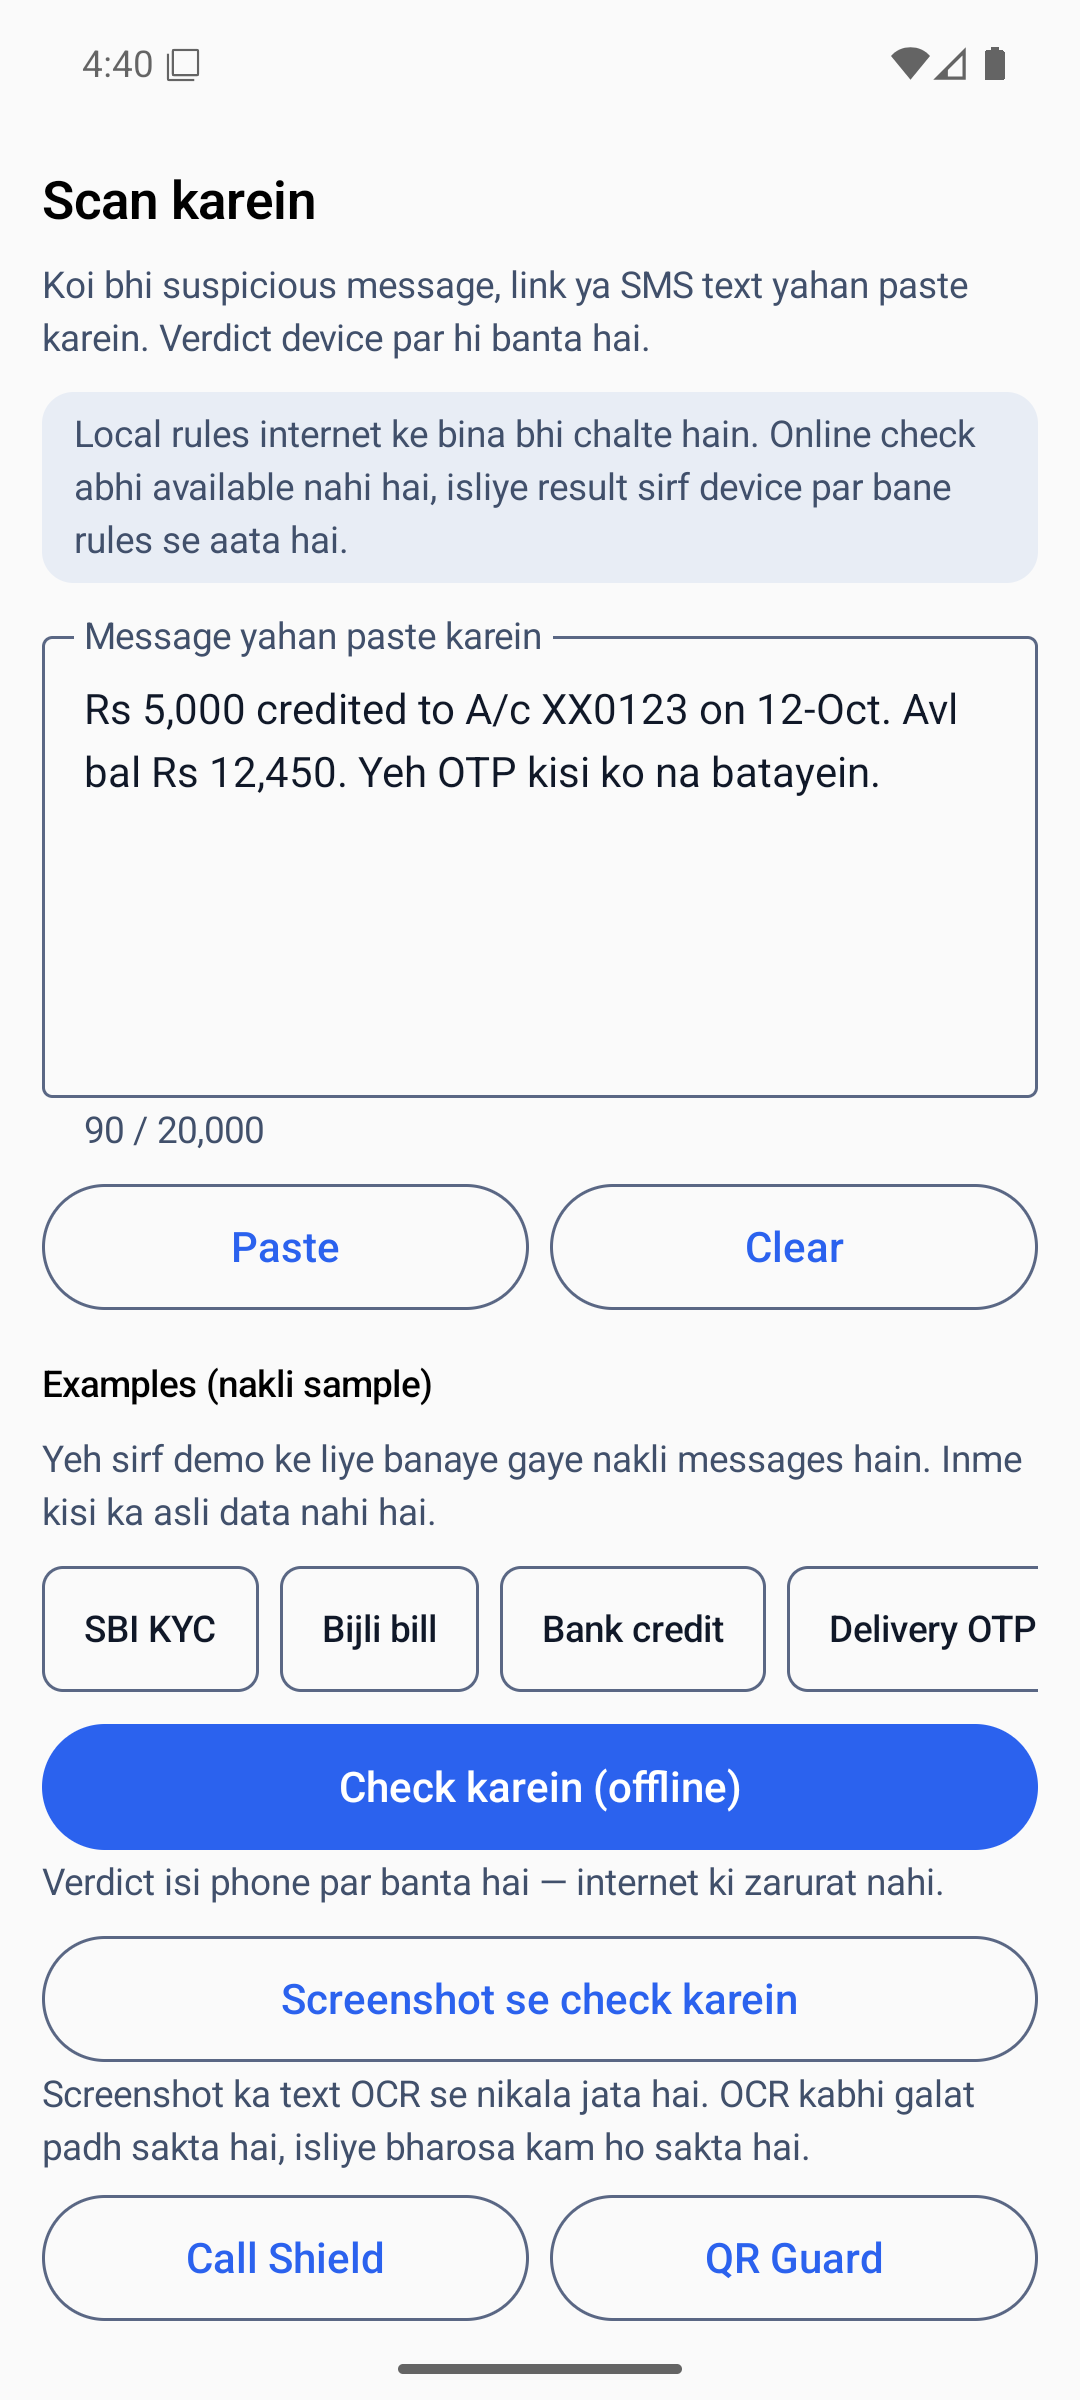 4:40
Scan karein
Koi bhi suspicious message, link ya SMS text yahan paste
karein. Verdict device par hi banta hai.
Local rules internet ke bina bhi chalte hain. Online check
abhi available nahi hai, isliye result sirf device par bane
rules se aata hai.
Message yahan paste karein
Rs 5,000 credited to A/c XX0123 on 12-Oct. Avl
bal Rs 12,450. Yeh OTP kisi ko na batayein.
90 / 20,000
Paste
Clear
Examples (nakli sample)
Yeh sirf demo ke liye banaye gaye nakli messages hain. Inme
kisi ka asli data nahi hai.
SBI KYC
Bijli bill
Bank credit
Delivery OTP
Check karein (offline)
Verdict isi phone par banta hai — internet ki zarurat nahi.
Screenshot se check karein
Screenshot ka text OCR se nikala jata hai. OCR kabhi galat
padh sakta hai, isliye bharosa kam ho sakta hai.
Call Shield
QR Guard